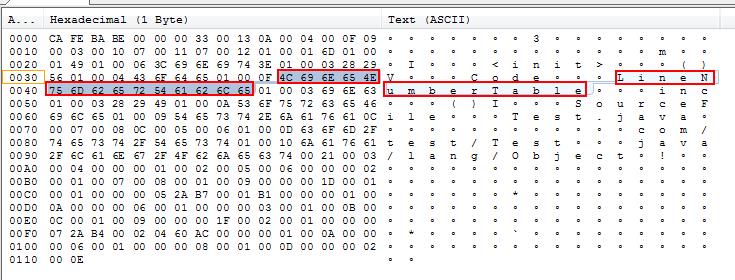 A... Hexadecimal (1 Byte) Text (ASCII)
0000 CA FE BA BE 00 00 00 33 00 13 0A 00 04 00 0F 09 ∘ ∘ ∘ ∘ ∘ ∘ ∘ 3 ∘ ∘ ∘ ∘ ∘ ∘ ∘ ∘
0010 00 03 00 10 07 00 11 07 00 12 01 00 01 6D 01 00 ∘ ∘ ∘ ∘ ∘ ∘ ∘ ∘ ∘ ∘ ∘ ∘ ∘ m ∘ ∘
0020 01 49 01 00 06 3C 69 6E 69 74 3E 01 00 03 28 29 ∘ I ∘ ∘ ∘ < i n i t > ∘ ∘ ∘ ( )
0030 56 01 00 04 43 6F 64 65 01 00 0F 4C 69 6E 65 4E V ∘ ∘ ∘ C o d e ∘ ∘ ∘ L i n e N
0040 75 6D 62 65 72 54 61 62 6C 65 01 00 03 69 6E 63 u m b e r T a b l e ∘ ∘ ∘ i n c
0050 01 00 03 28 29 49 01 00 0A 53 6F 75 72 63 65 46 ∘ ∘ ∘ ( ) I ∘ ∘ ∘ S o u r c e F
0060 69 6C 65 01 00 09 54 65 73 74 2E 6A 61 76 61 0C i l e ∘ ∘ ∘ T e s t . j a v a ∘
0070 00 07 00 08 0C 00 05 00 06 01 00 0D 63 6F 6D 2F ∘ ∘ ∘ ∘ ∘ ∘ ∘ ∘ ∘ ∘ ∘ ∘ c o m /
0080 74 65 73 74 2F 54 65 73 74 01 00 10 6A 61 76 61 t e s t / T e s t ∘ ∘ ∘ j a v a
0090 2F 6C 61 6E 67 2F 4F 62 6A 65 63 74 00 21 00 03 / l a n g / O b j e c t ∘ ! ∘ ∘
00A0 00 04 00 00 00 01 00 02 00 05 00 06 00 00 00 02 ∘ ∘ ∘ ∘ ∘ ∘ ∘ ∘ ∘ ∘ ∘ ∘ ∘ ∘ ∘ ∘
00B0 00 01 00 07 00 08 00 01 00 09 00 00 00 1D 00 01 ∘ ∘ ∘ ∘ ∘ ∘ ∘ ∘ ∘ ∘ ∘ ∘ ∘ ∘ ∘ ∘
00C0 00 01 00 00 00 05 2A B7 00 01 B1 00 00 00 01 00 ∘ ∘ ∘ ∘ ∘ ∘ * ∘ ∘ ∘ ∘ ∘ ∘ ∘ ∘ ∘
00D0 0A 00 00 00 06 00 01 00 00 00 03 00 01 00 0B 00 ∘ ∘ ∘ ∘ ∘ ∘ ∘ ∘ ∘ ∘ ∘ ∘ ∘ ∘ ∘ ∘
00E0 0C 00 01 00 09 00 00 00 1F 00 02 00 01 00 00 00 ∘ ∘ ∘ ∘ ∘ ∘ ∘ ∘ ∘ ∘ ∘ ∘ ∘ ∘ ∘ ∘
00F0 07 2A B4 00 02 04 60 AC 00 00 00 01 00 0A 00 00 ∘ * ∘ ∘ ∘ ∘ ` ∘ ∘ ∘ ∘ ∘ ∘ ∘ ∘ ∘
0100 00 06 00 01 00 00 00 08 00 01 00 0D 00 00 00 02 ∘ ∘ ∘ ∘ ∘ ∘ ∘ ∘ ∘ ∘ ∘ ∘ ∘ ∘ ∘ ∘
0110 00 0E ∘ ∘